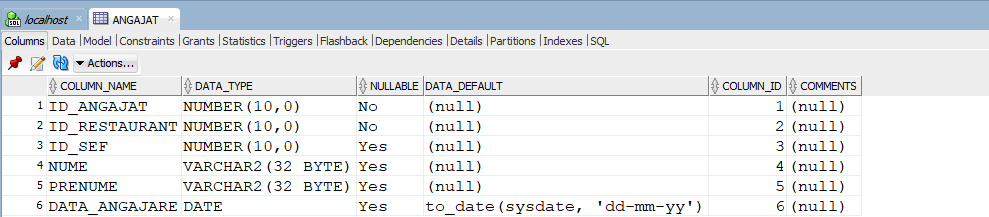 localhost ANGAJAT
Columns Data Model Constraints Grants Statistics Triggers Flashback Dependencies Details Partitions Indexes SQL
Actions...
COLUMN_NAME DATA_TYPE NULLABLE DATA_DEFAULT COLUMN_ID COMMENTS
1 ID_ANGAJAT NUMBER(10,0) No (null) 1 (null)
2 ID_RESTAURANT NUMBER(10,0) No (null) 2 (null)
3 ID_SEF NUMBER(10,0) Yes (null) 3 (null)
4 NUME VARCHAR2(32 BYTE) Yes (null) 4 (null)
5 PRENUME VARCHAR2(32 BYTE) Yes (null) 5 (null)
6 DATA_ANGAJARE DATE Yes to_date(sysdate, 'dd-mm-yy') 6 (null)